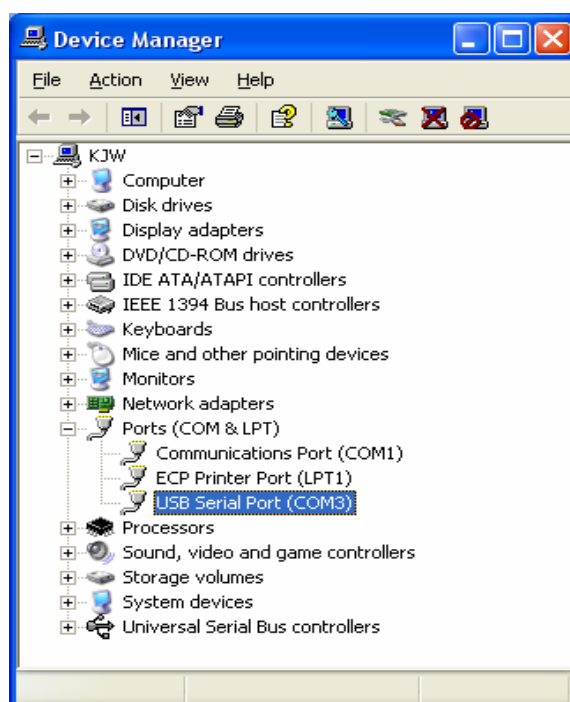 Device Manager
File Action View Help
KJW
Computer
Disk drives
Display adapters
DVD/CD-ROM drives
IDE ATA/ATAPI controllers
IEEE 1394 Bus host controllers
Keyboards
Mice and other pointing devices
Monitors
Network adapters
Ports (COM & LPT)
Communications Port (COM1)
ECP Printer Port (LPT1)
USB Serial Port (COM3)
Processors
Sound, video and game controllers
Storage volumes
System devices
Universal Serial Bus controllers